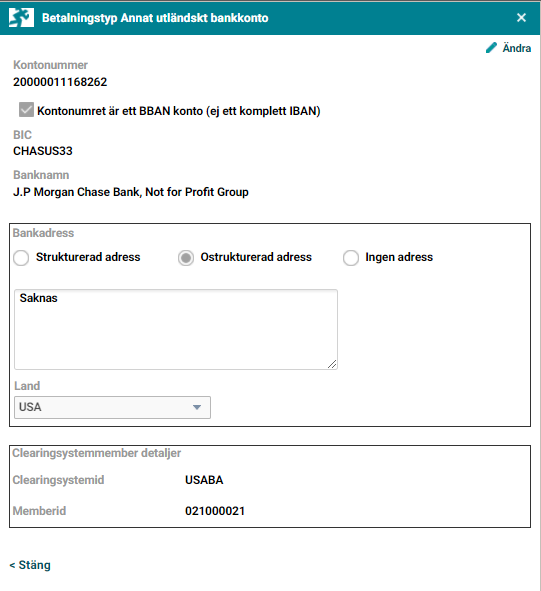 Betalningstyp Annat utländskt bankkonto
Ändra
Kontonummer
20000011168262
Kontonumret är ett BBAN konto (ej ett komplett IBAN)
BIC
CHASUS33
Banknamn
J.P Morgan Chase Bank, Not for Profit Group
Bankadress
Strukturerad adress Ostrukturerad adress Ingen adress
Saknas
Land
USA
Clearingsystemmember detaljer
Clearingsystemid USABA
Memberid 021000021
< Stäng